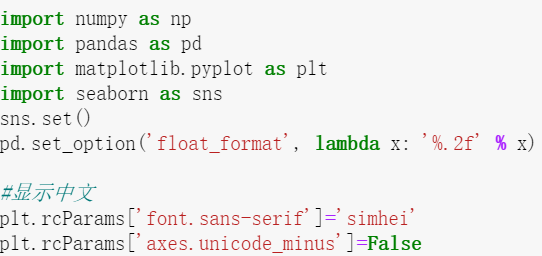 import numpy as np
import pandas as pd
import matplotlib.pyplot as plt
import seaborn as sns
sns.set()
pd.set_option('float_format', lambda x: '%.2f' % x)
#显示中文
plt.rcParams['font.sans-serif']='simhei'
plt.rcParams['axes.unicode_minus']=False